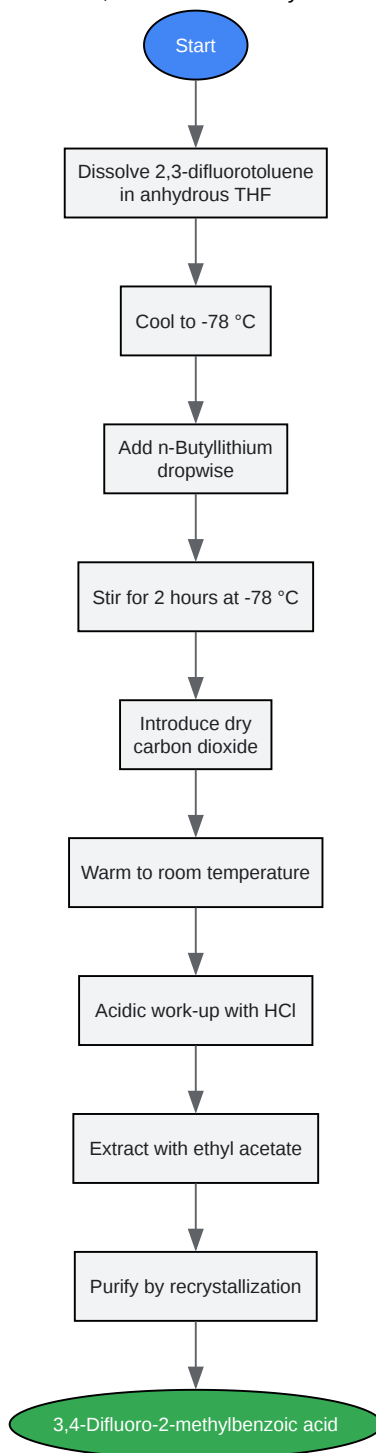 Start
Dissolve 2,3-difluorotoluene
in anhydrous THF
Cool to -78 °C
Add n-Butyllithium
dropwise
Stir for 2 hours at -78 °C
Introduce dry
carbon dioxide
Warm to room temperature
Acidic work-up with HCl
Extract with ethyl acetate
Purify by recrystallization
3,4-Difluoro-2-methylbenzoic acid